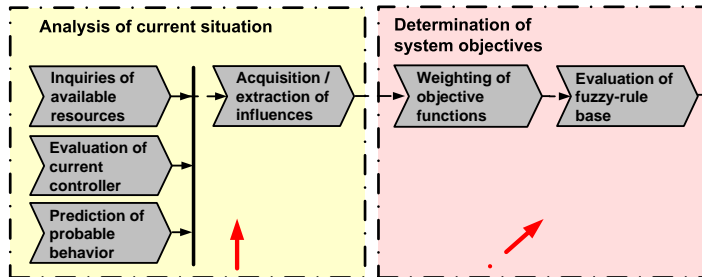 Analysis of current situation
Inquiries of
available
resources
Evaluation of
current
controller
Prediction of
probable
behavior
Acquisition /
extraction of
influences
Determination of
system objectives
Weighting of
objective
functions
Evaluation of
fuzzy-rule
base